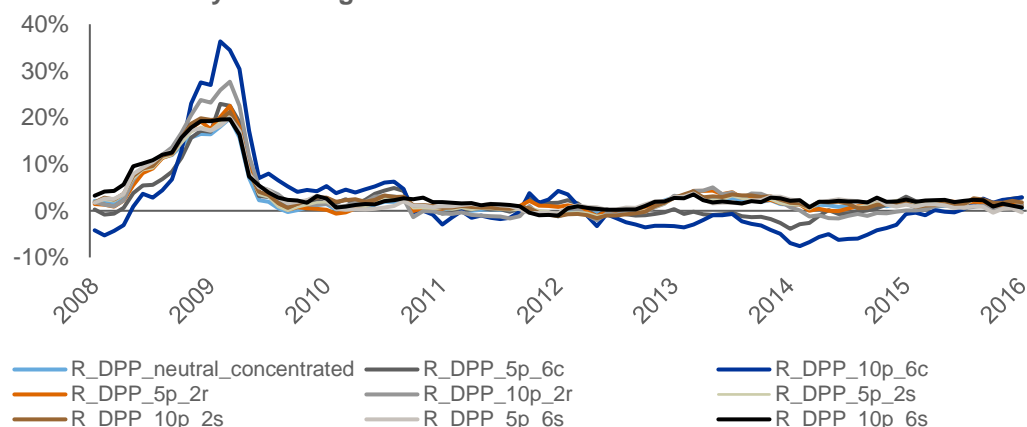 40%
30%
20%
10%
0%
-10%
2008 2009 2010 2011 2012 2013 2014 2015 2016
R_DPP_neutral_concentrated R_DPP_5p_6c R_DPP_10p_6c
R_DPP_5p_2r R_DPP_10p_2r R_DPP_5p_2s
R_DPP_10p_2s R_DPP_5p_6s R_DPP_10p_6s